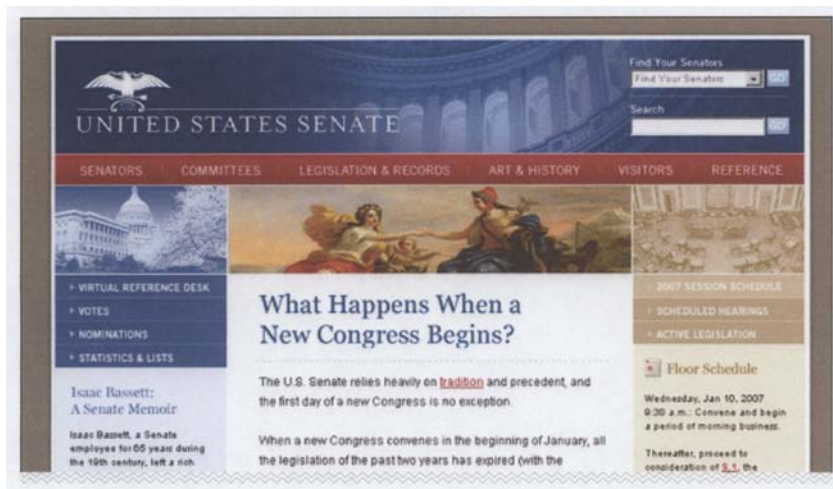 Find Your Senators
Find Your Senators GO
UNITED STATES SENATE
Search
GO
SENATORS COMMITTEES LEGISLATION & RECORDS ART & HISTORY VISITORS REFERENCE
VIRTUAL REFERENCE DESK
VOTES
NOMINATIONS
STATISTICS & LISTS
Isaac Bassett:
A Senate Memoir
Isaac Bassett, a Senate
employee for 65 years during
the 19th century, left a rich
What Happens When a
New Congress Begins?
The U.S. Senate relies heavily on tradition and precedent, and
the first day of a new Congress is no exception.
When a new Congress convenes in the beginning of January, all
the legislation of the past two years has expired (with the
2007 SESSION SCHEDULE
SCHEDULED HEARINGS
ACTIVE LEGISLATION
Floor Schedule
Wednesday, Jan 10, 2007
9:30 a.m.: Convene and begin
a period of morning business.
Thereafter, proceed to
consideration of S.1, the